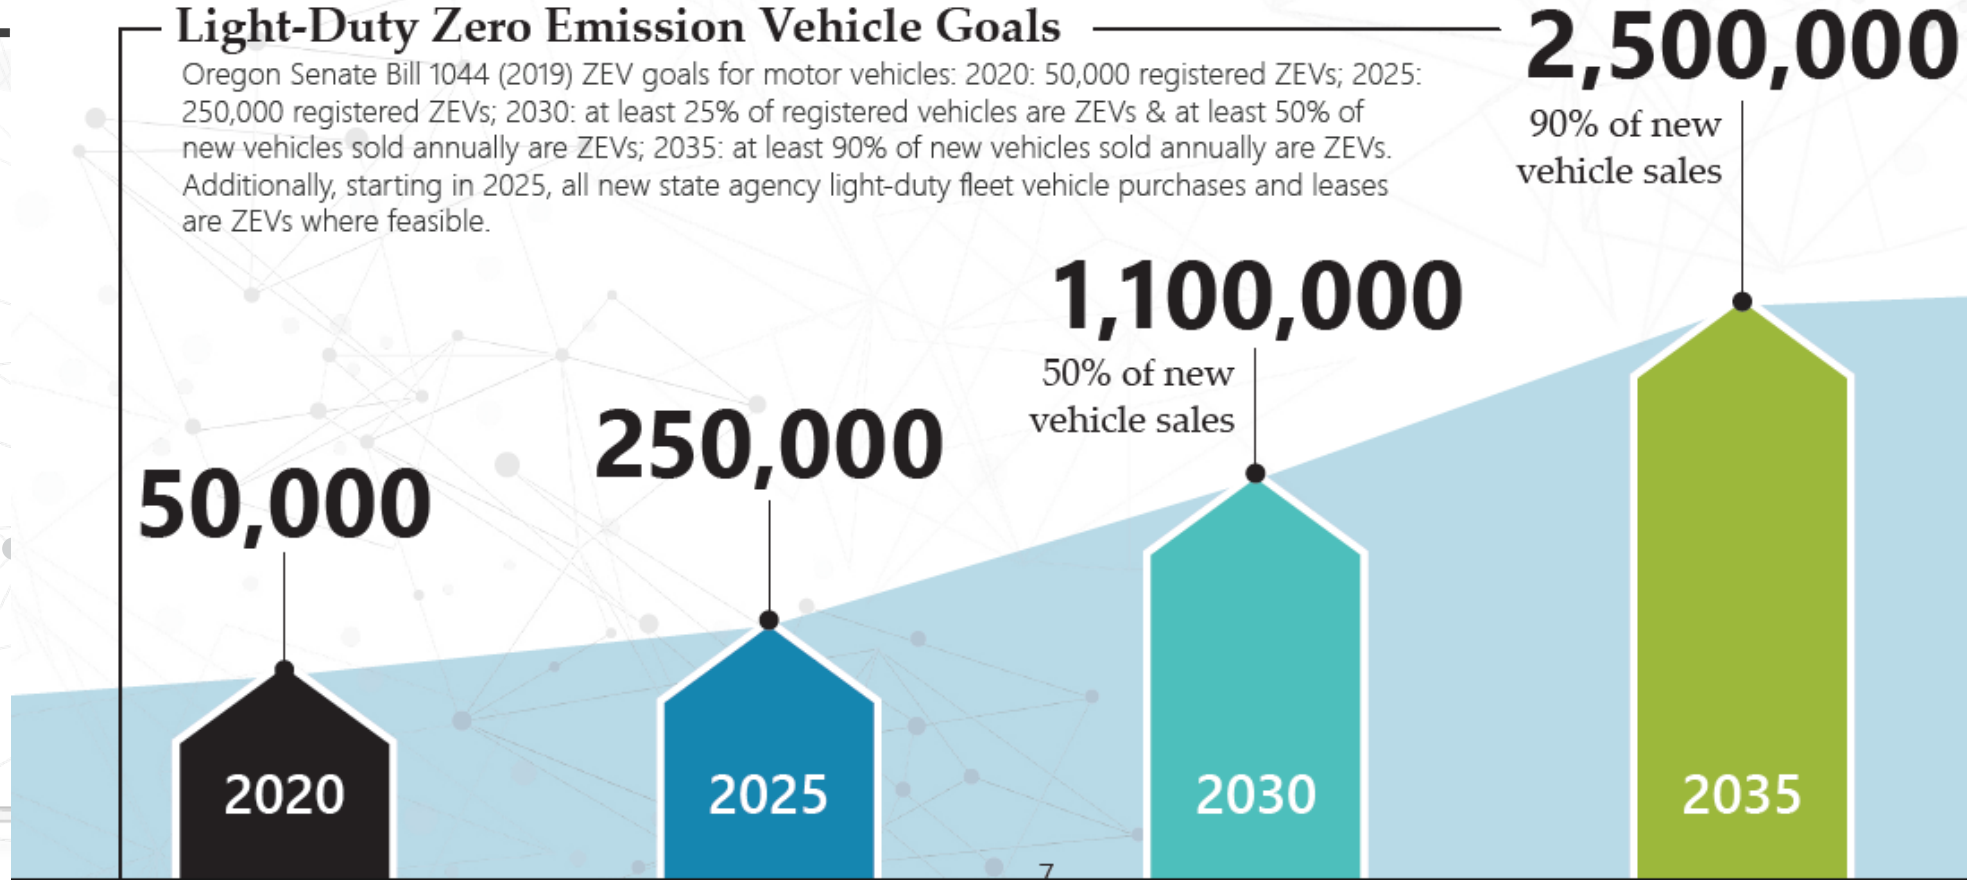 Light-Duty Zero Emission Vehicle Goals
Oregon Senate Bill 1044 (2019) ZEV goals for motor vehicles: 2020: 50,000 registered ZEVs; 2025:
250,000 registered ZEVs; 2030: at least 25% of registered vehicles are ZEVs & at least 50% of
new vehicles sold annually are ZEVs; 2035: at least 90% of new vehicles sold annually are ZEVs.
Additionally, starting in 2025, all new state agency light-duty fleet vehicle purchases and leases
are ZEVs where feasible.
2,500,000
90% of new
vehicle sales
1,100,000
50% of new
vehicle sales
250,000
50,000
2020
2025
2030
2035
7